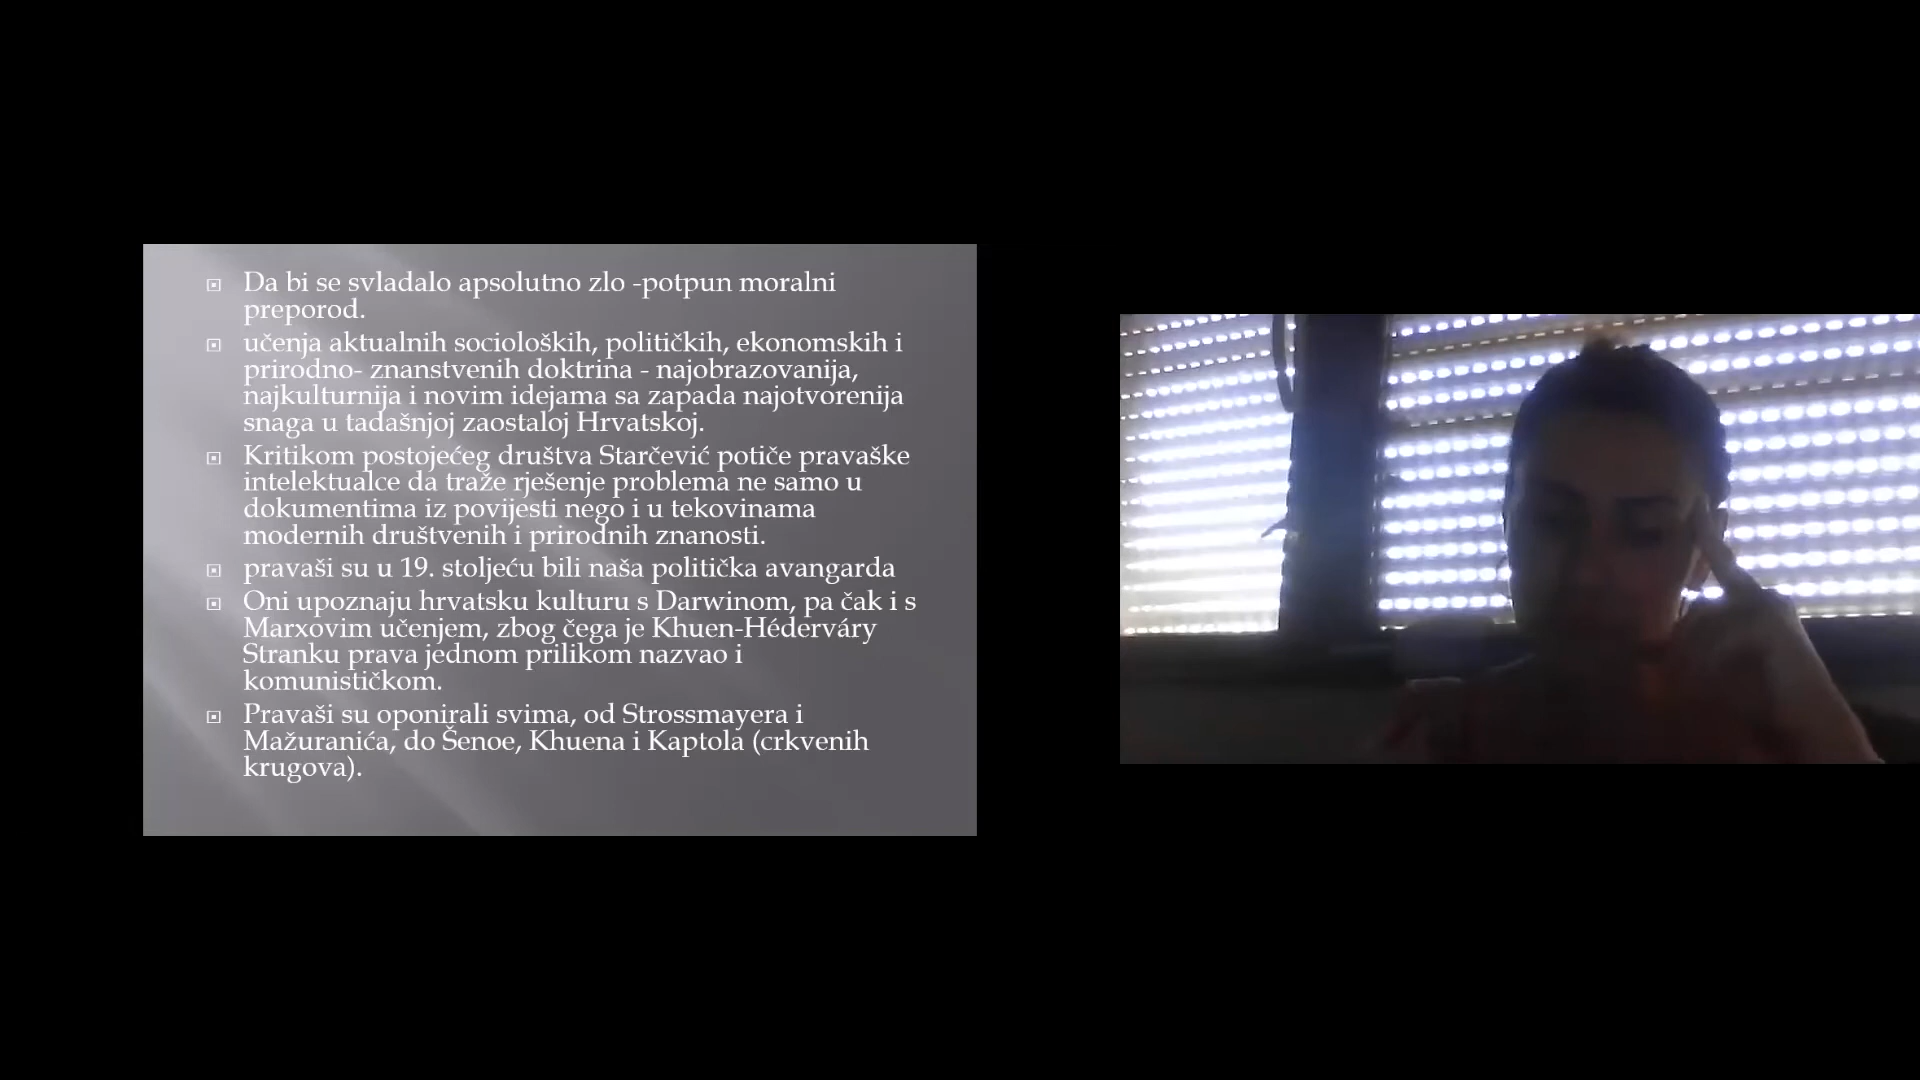 Da bi se svladalo apsolutno zlo -potpun moralni
preporod.
učenja aktualnih socioloških, političkih, ekonomskih i
prirodno- znanstvenih doktrina - najobrazovanija,
najkulturnija i novim idejama sa zapada najotvorenija
snaga u tadašnjoj zaostaloj Hrvatskoj.
Kritikom postojećeg društva Starčević potiče pravaške
intelektualce da traže rješenje problema ne samo u
dokumentima iz povijesti nego i u tekovinama
modernih društvenih i prirodnih znanosti.
pravaši su u 19. stoljeću bili naša politička avangarda
Oni upoznaju hrvatsku kulturu s Darwinom, pa čak i s
Marxovim učenjem, zbog čega je Khuen-Héderváry
Stranku prava jednom prilikom nazvao i
komunističkom.
Pravaši su oponirali svima, od Strossmayera i
Mažuranića, do Šenoe, Khuena i Kaptola (crkvenih
krugova).